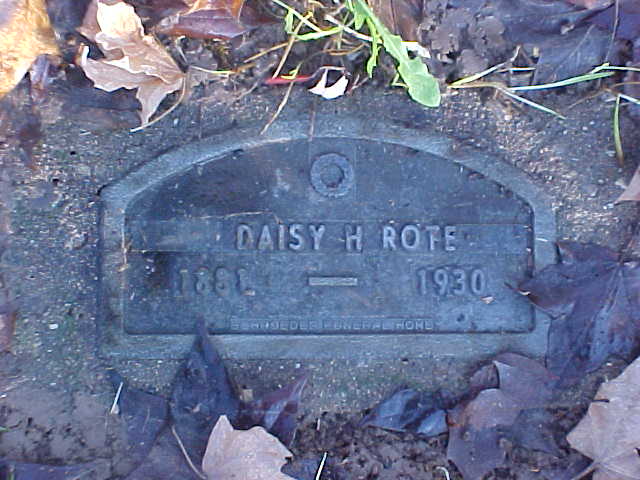 DAISY H ROTE
1881 — 1930
SCHROEDER FUNERAL HOME